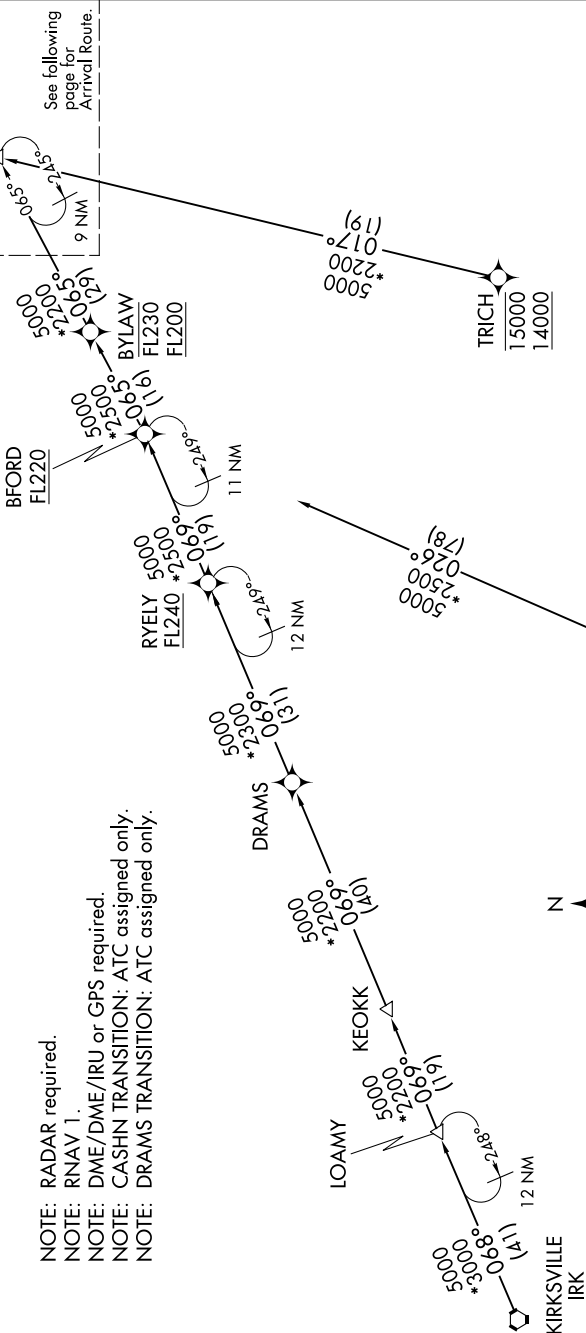 NOTE: RADAR required.
NOTE: RNAV 1.
NOTE: DME/DME/IRU or GPS required.
NOTE: CASHN TRANSITION: ATC assigned only.
NOTE: DRAMS TRANSITION: ATC assigned only.
See following
page for
Arrival Route.
065°
245°
9 NM
5000
*2200
065°
(29)
BYLAW
FL230
FL200
5000
*2500
065°
(16)
BFORD
FL220
249°
11 NM
5000
*2500
069°
(19)
RYELY
FL240
249°
12 NM
5000
*2300
069°
(31)
DRAMS
5000
*2200
069°
(40)
KEOKK
5000
*2200
069°
(19)
LOAMY
248°
12 NM
5000
*3000
068°
(41)
KIRKSVILLE
IRK
5000
*2200
017°
(19)
TRICH
15000
14000
5000
*2500
026°
(78)
N